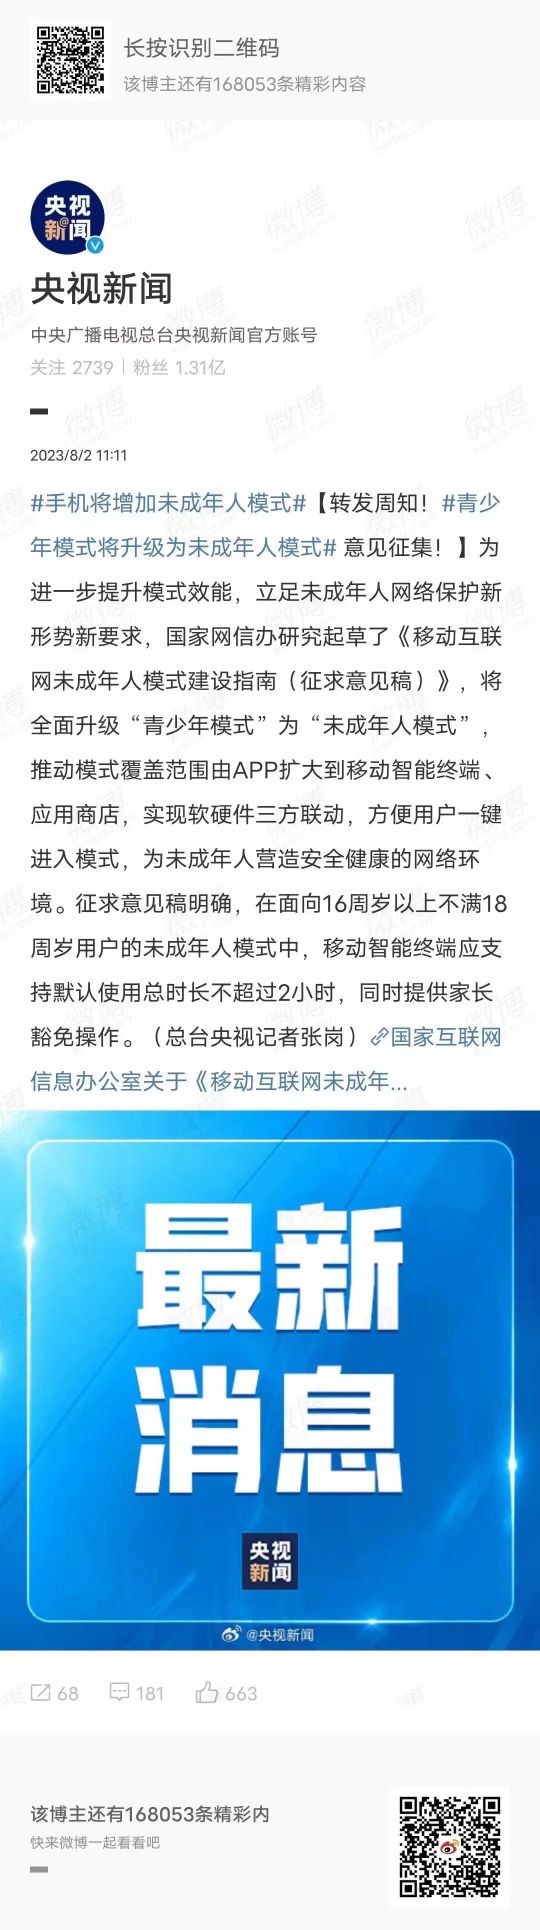 长按识别二维码
该博主还有168053条精彩内容
央视
新闻
央视新闻
中央广播电视总台央视新闻官方账号
关注 2739 | 粉丝 1.31亿
2023/8/2 11:11
#手机将增加未成年人模式#【转发周知！#青少
年模式将升级为未成年人模式# 意见征集！】为
进一步提升模式效能，立足未成年人网络保护新
形势新要求，国家网信办研究起草了《移动互联
网未成年人模式建设指南（征求意见稿）》，将
全面升级“青少年模式”为“未成年人模式”，
推动模式覆盖范围由APP扩大到移动智能终端、
应用商店，实现软硬件三方联动，方便用户一键
进入模式，为未成年人营造安全健康的网络环
境。征求意见稿明确，在面向16周岁以上不满18
周岁用户的未成年人模式中，移动智能终端应支
持默认使用总时长不超过2小时，同时提供家长
豁免操作。（总台央视记者张岗）国家互联网
信息办公室关于《移动互联网未成年...
最新
消息
央视
新闻
@央视新闻
68 181 663
该博主还有168053条精彩内
快来微博一起看看吧